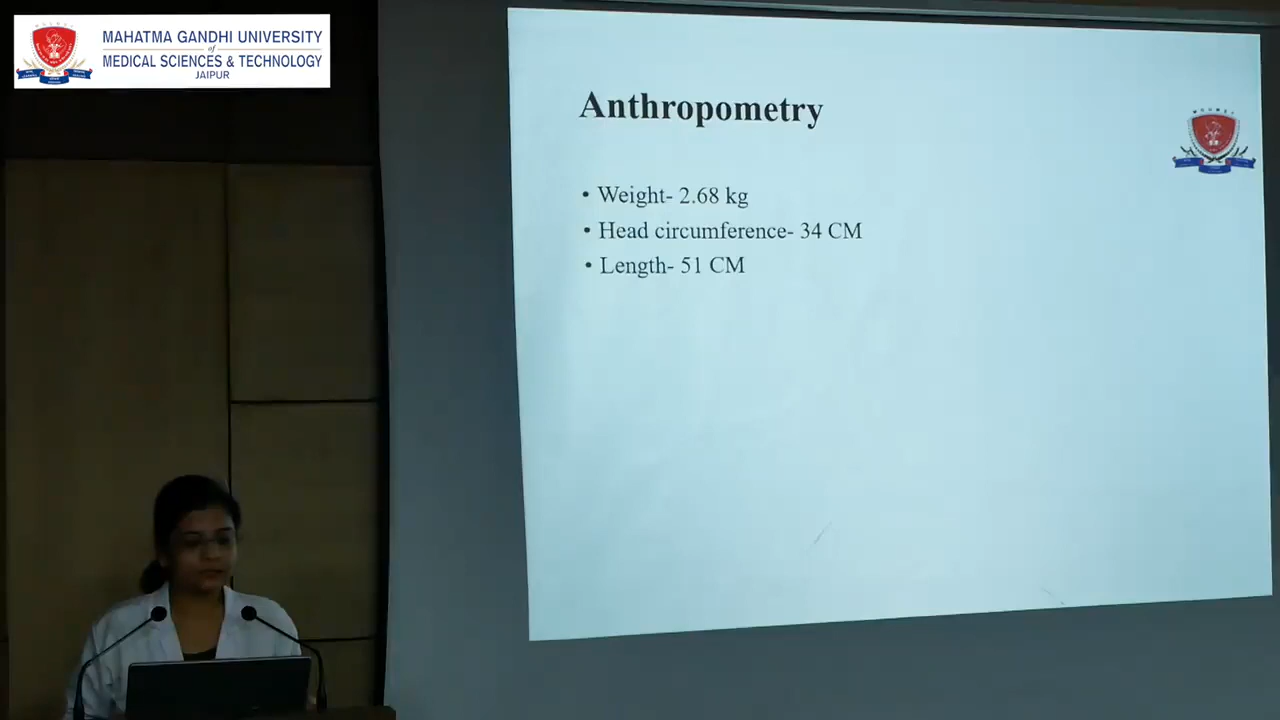 MAHATMA GANDHI UNIVERSITY
of
MEDICAL SCIENCES & TECHNOLOGY
JAIPUR
Anthropometry
• Weight- 2.68 kg
• Head circumference- 34 CM
• Length- 51 CM